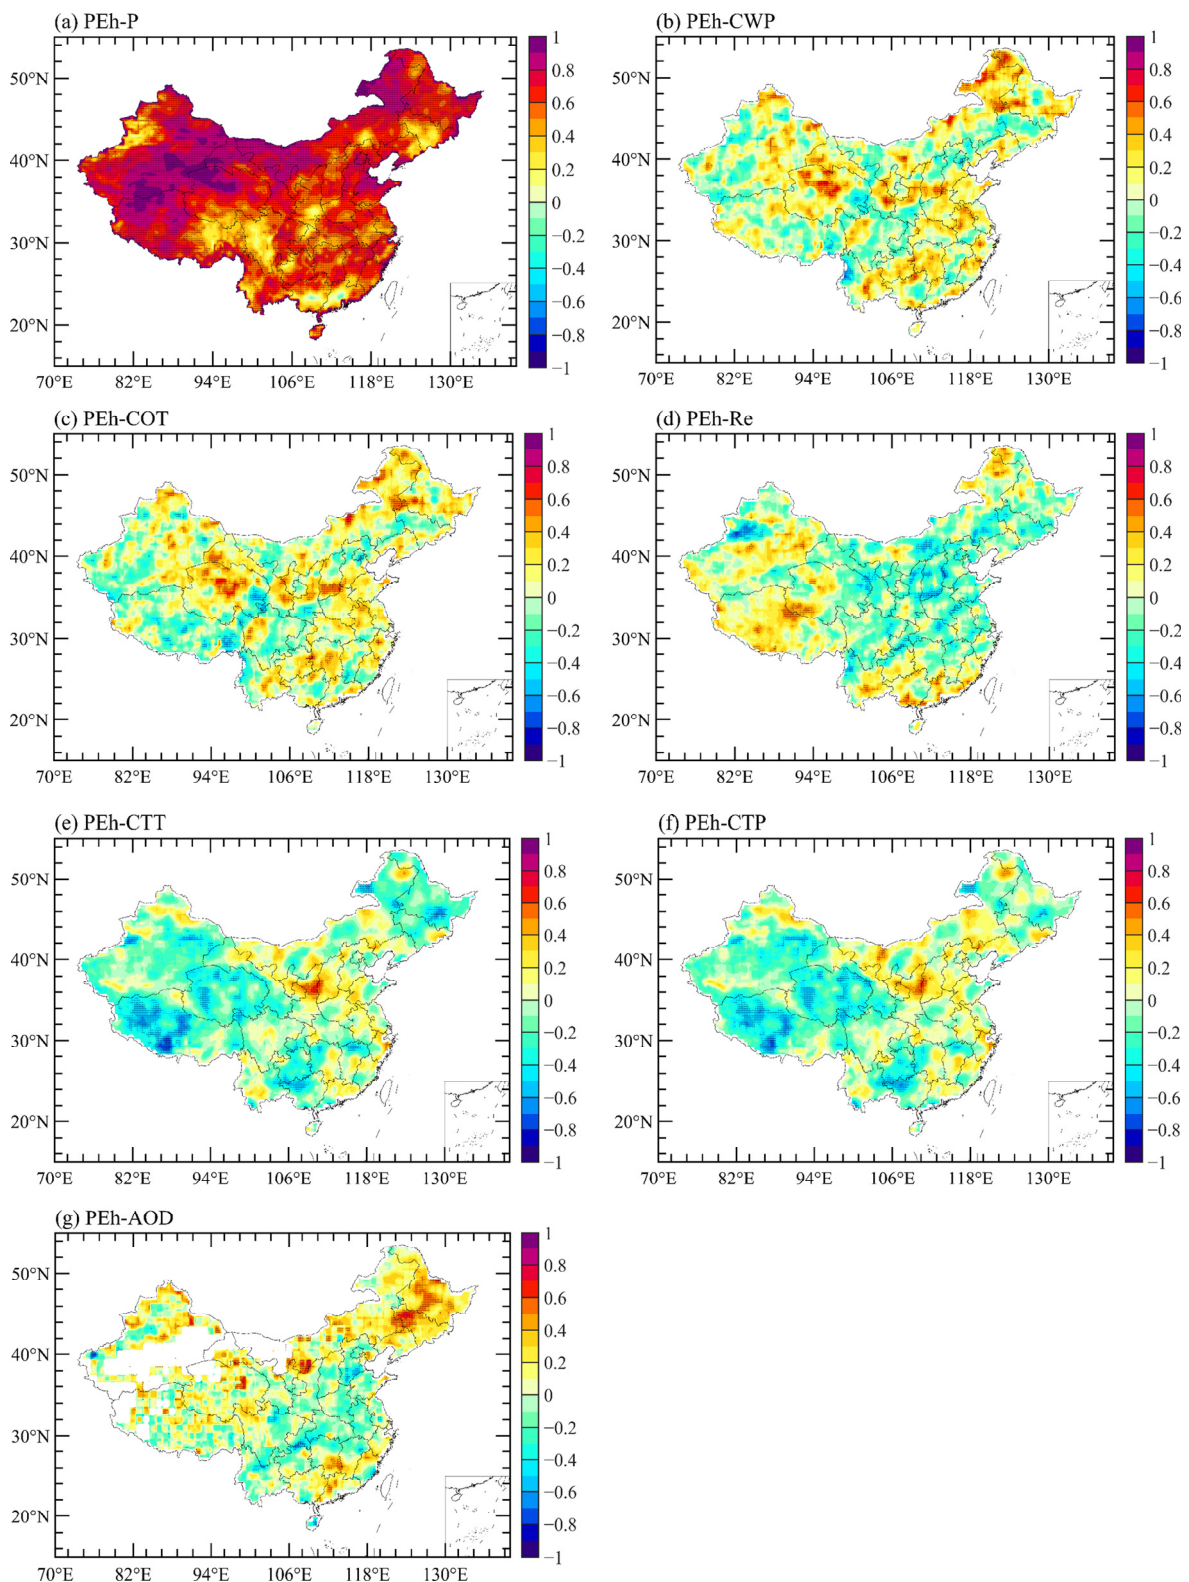 (a) PEh-P
(b) PEh-CWP
50°N
40°N
30°N
20°N
70°E 82°E 94°E 106°E 118°E 130°E
1
0.8
0.6
0.4
0.2
0
−0.2
−0.4
−0.6
−0.8
−1
50°N
40°N
30°N
20°N
70°E 82°E 94°E 106°E 118°E 130°E
1
0.8
0.6
0.4
0.2
0
−0.2
−0.4
−0.6
−0.8
−1
(c) PEh-COT
(d) PEh-Re
50°N
40°N
30°N
20°N
70°E 82°E 94°E 106°E 118°E 130°E
1
0.8
0.6
0.4
0.2
0
−0.2
−0.4
−0.6
−0.8
−1
50°N
40°N
30°N
20°N
70°E 82°E 94°E 106°E 118°E 130°E
1
0.8
0.6
0.4
0.2
0
−0.2
−0.4
−0.6
−0.8
−1
(e) PEh-CTT
(f) PEh-CTP
50°N
40°N
30°N
20°N
70°E 82°E 94°E 106°E 118°E 130°E
1
0.8
0.6
0.4
0.2
0
−0.2
−0.4
−0.6
−0.8
−1
50°N
40°N
30°N
20°N
70°E 82°E 94°E 106°E 118°E 130°E
1
0.8
0.6
0.4
0.2
0
−0.2
−0.4
−0.6
−0.8
−1
(g) PEh-AOD
50°N
40°N
30°N
20°N
70°E 82°E 94°E 106°E 118°E 130°E
1
0.8
0.6
0.4
0.2
0
−0.2
−0.4
−0.6
−0.8
−1